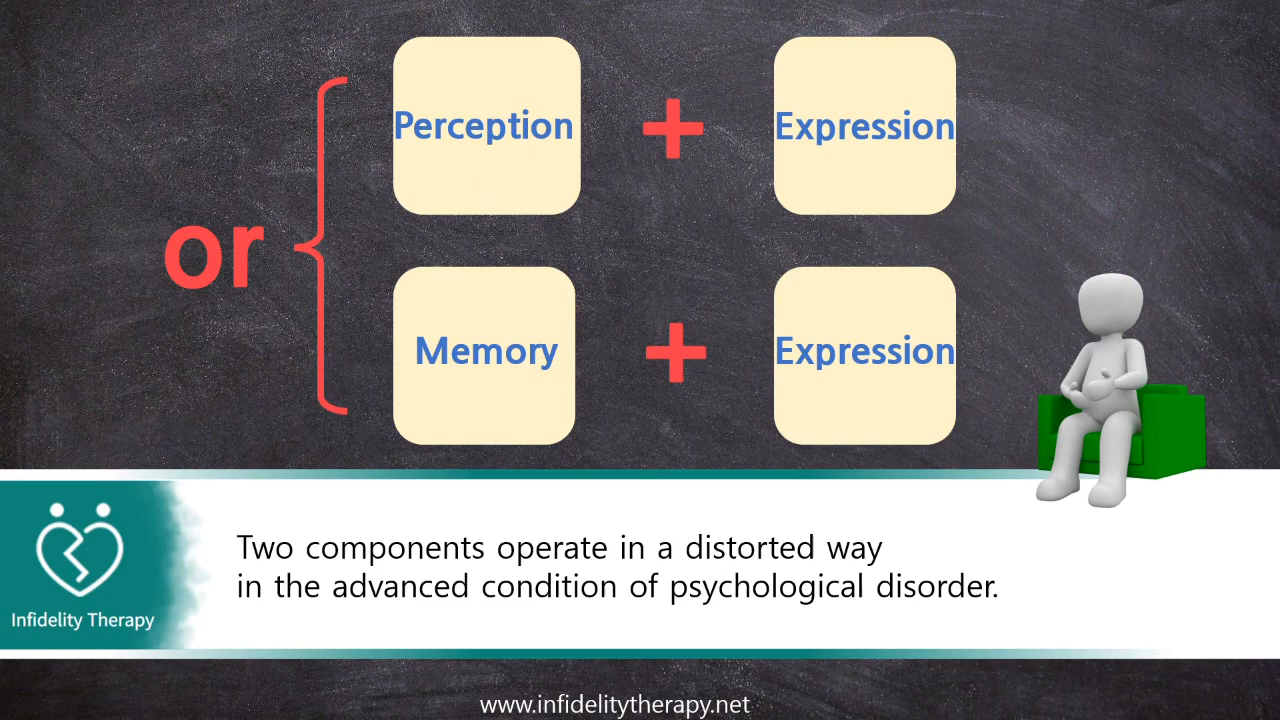 Perception + Expression
or
Memory + Expression
Two components operate in a distorted way
in the advanced condition of psychological disorder.
Infidelity Therapy
www.infidelitytherapy.net